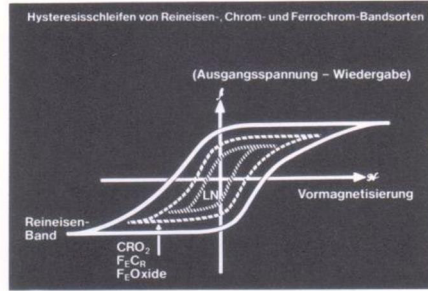 Hysteresisschleifen von Reineisen-, Chrom- und Ferrochrom-Bandsorten
(Ausgangsspannung – Wiedergabe)
LN
Vormagnetisierung
Reineisen-
Band
CRO₂
FECR
FEOxide